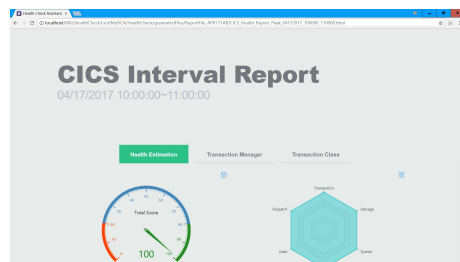 Health Check Assistant
CICS Interval Report
04/17/2017 10:00:00~11:00:00
Health Estimation
Transaction Manager
Transaction Class
Total Score
100
Transaction
Dispatch
Storage
Data
Queue